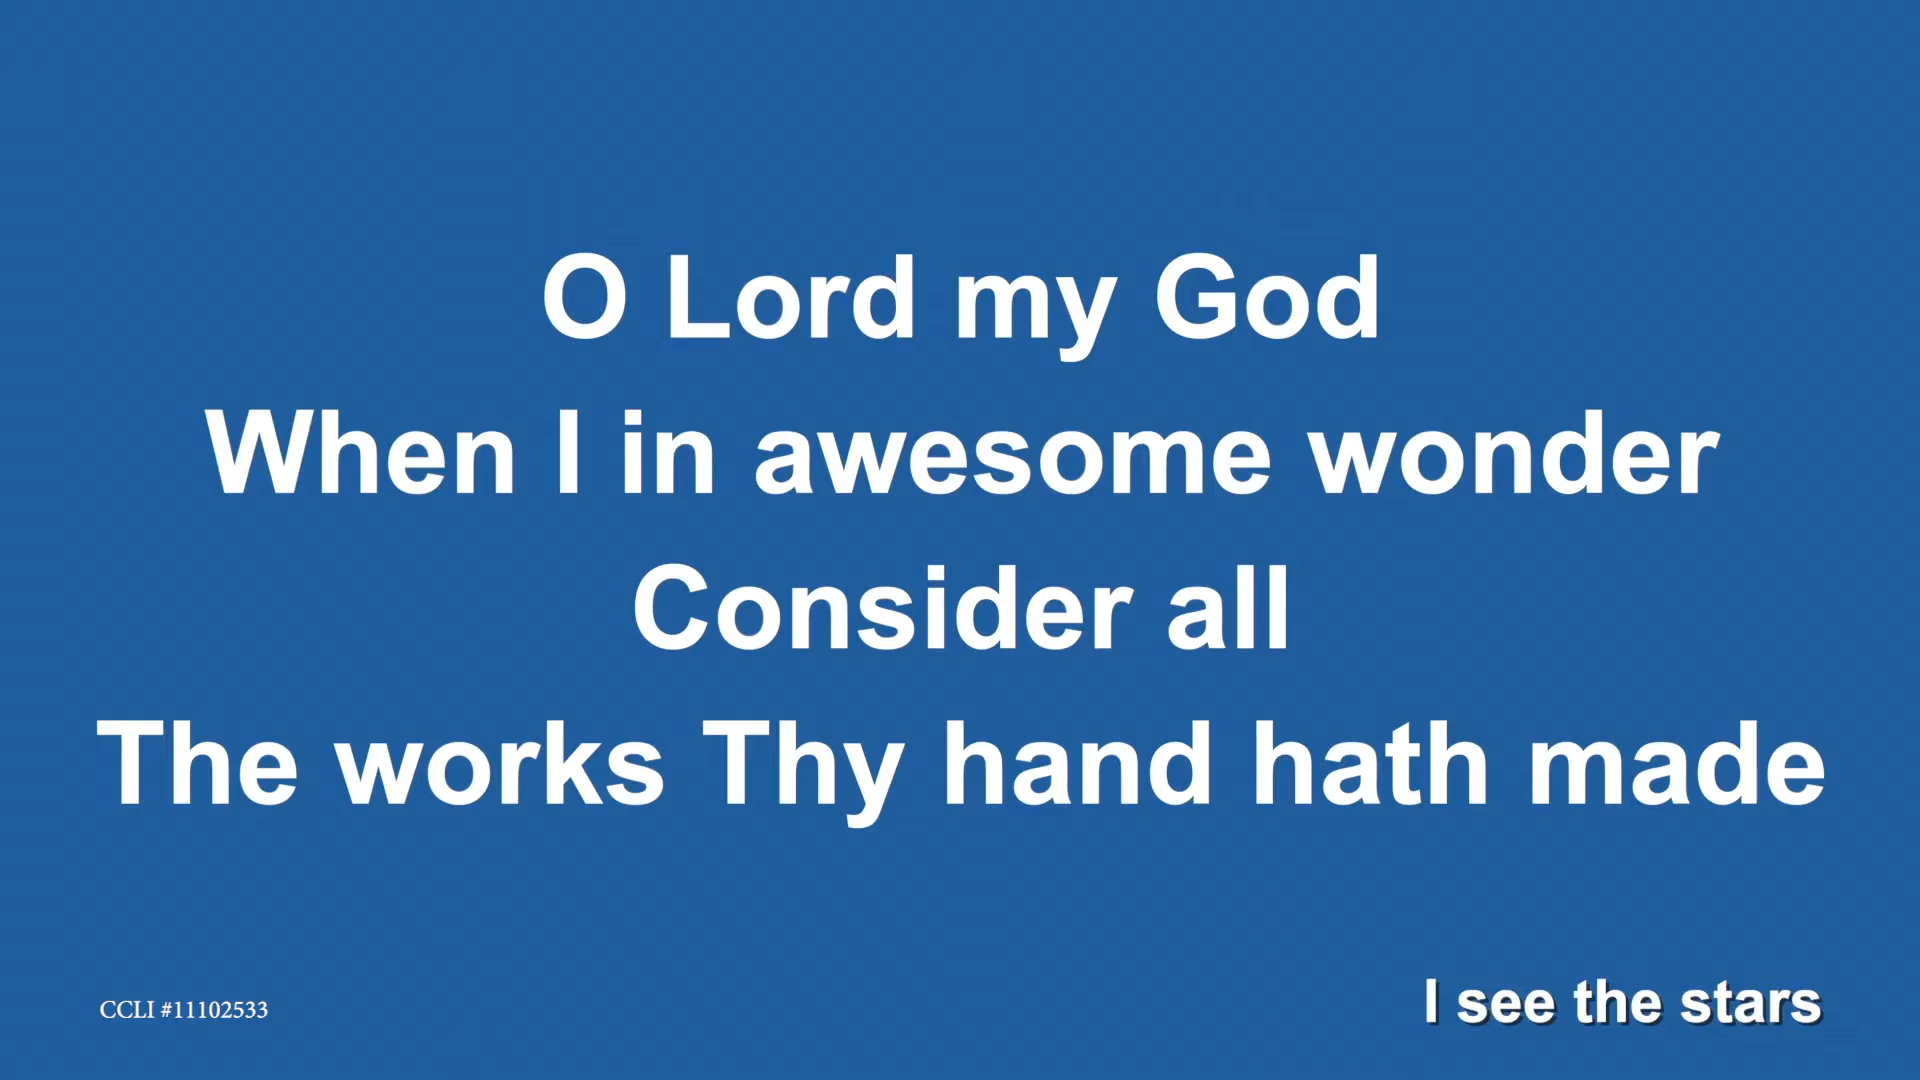 O Lord my God
When I in awesome wonder
Consider all
The works Thy hand hath made
CCLI #11102533
I see the stars